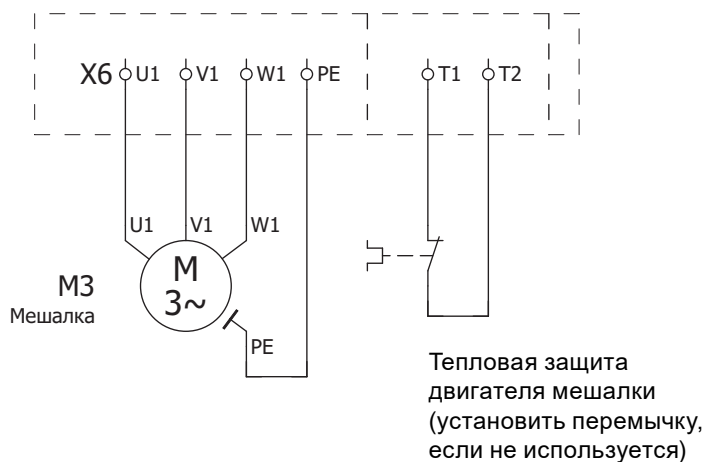 X6 U1 V1 W1 PE T1 T2
U1 V1 W1
M
3~
М3
Мешалка
PE
Тепловая защита
двигателя мешалки
(установить перемычку,
если не используется)